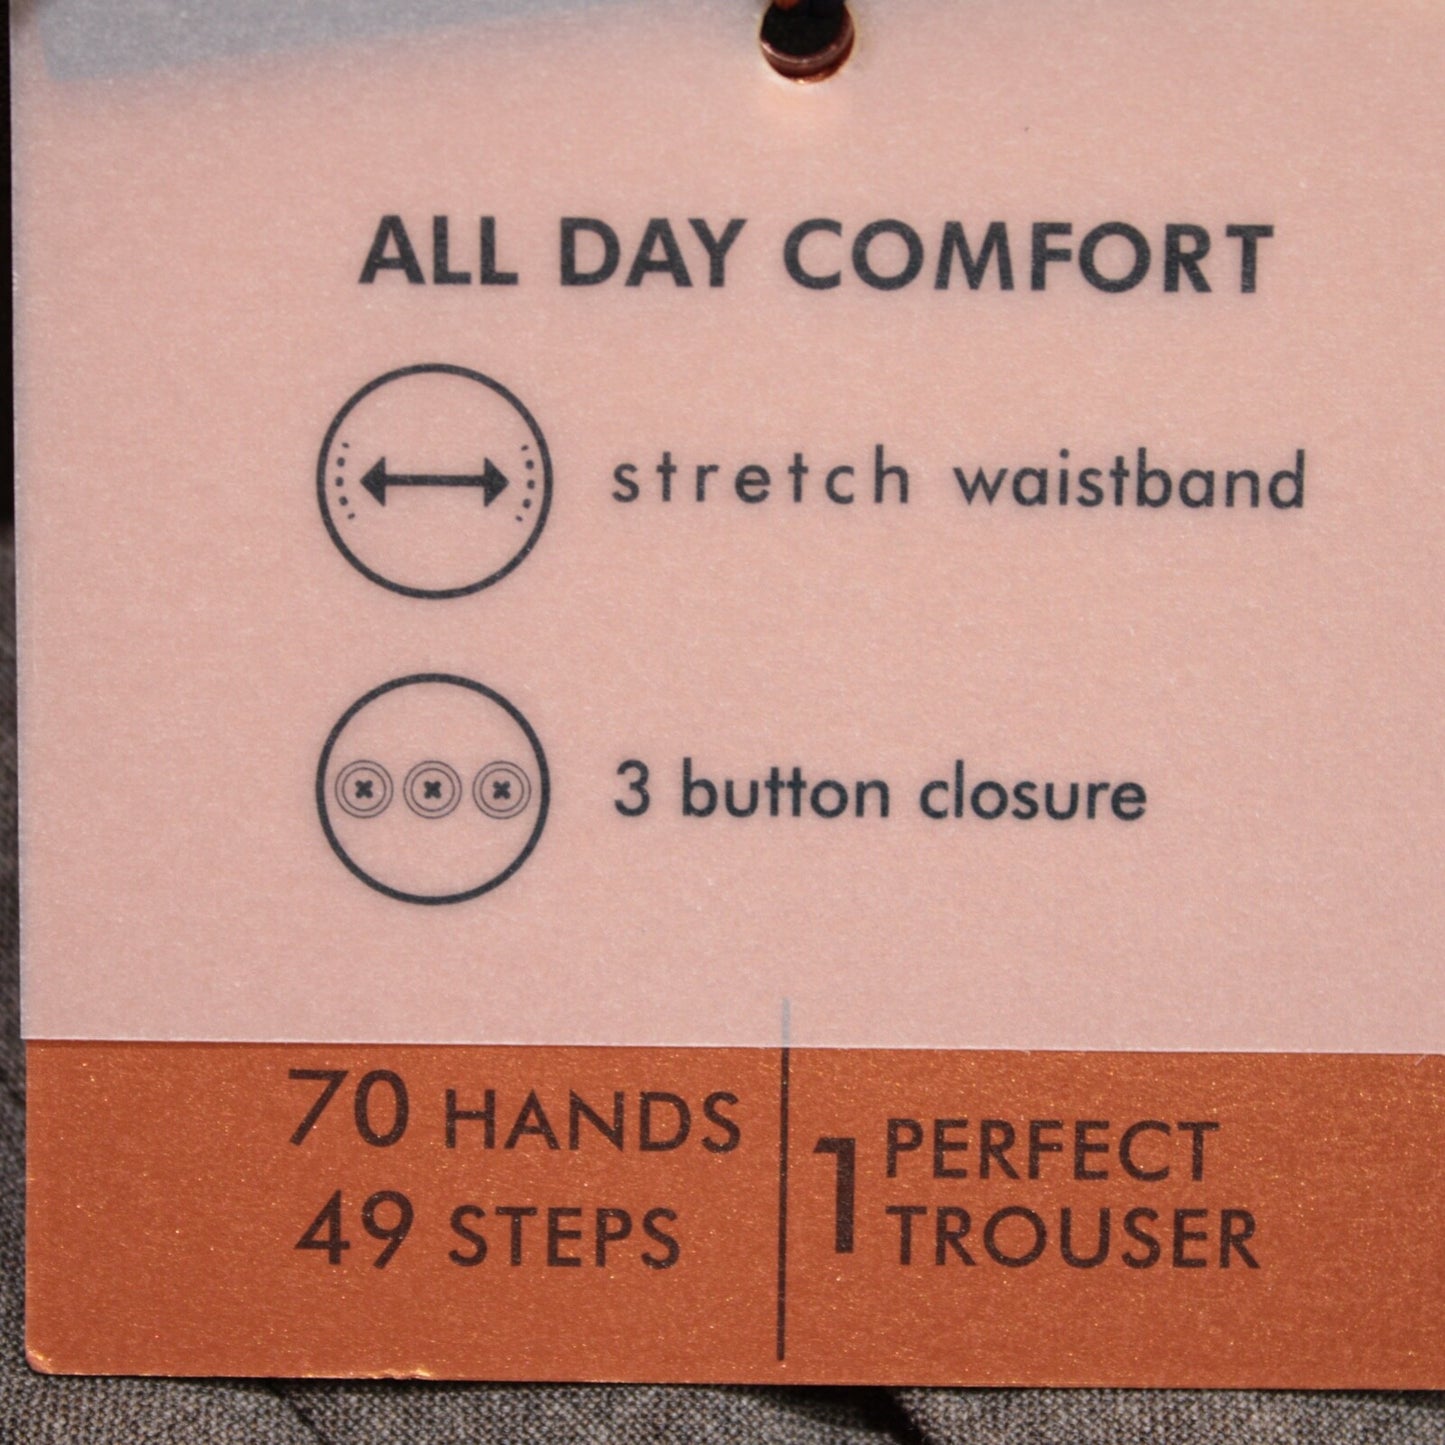 ALL DAY COMFORT
stretch waistband
3 button closure
70 HANDS
49 STEPS
1 PERFECT
TROUSER